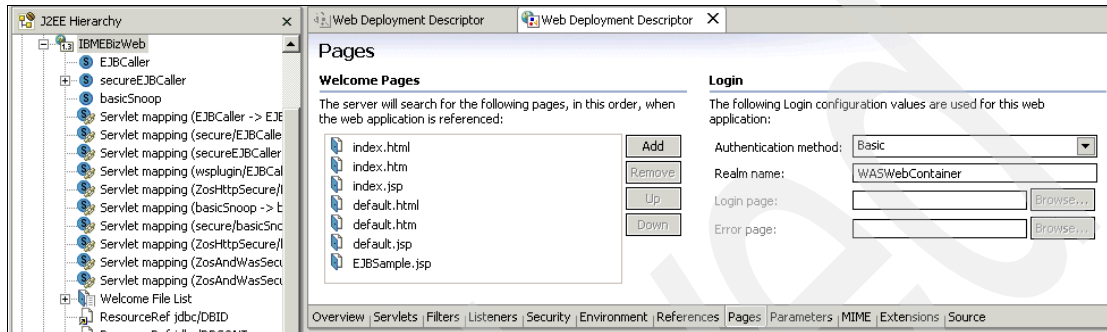 J2EE Hierarchy
IBMEBizWeb
EJBCaller
secureEJBCaller
basicSnoop
Servlet mapping (EJBCaller -> EJB
Servlet mapping (secure/EJBCalle
Servlet mapping (secureEJBCaller
Servlet mapping (wsplugin/EJBCal
Servlet mapping (ZosHttpSecure/
Servlet mapping (basicSnoop -> b
Servlet mapping (secure/basicSnc
Servlet mapping (ZosHttpSecure/
Servlet mapping (ZosAndWasSecu
Servlet mapping (ZosAndWasSecu
Welcome File List
ResourceRef jdbc/DBID
Web Deployment Descriptor
Web Deployment Descriptor
Pages
Welcome Pages
The server will search for the following pages, in this order, when
the web application is referenced:
index.html
index.htm
index.jsp
default.html
default.htm
default.jsp
EJBSample.jsp
Add
Remove
Up
Down
Login
The following Login configuration values are used for this web
application:
Authentication method: Basic
Realm name: WASWebContainer
Login page: Browse...
Error page: Browse...
Overview Servlets Filters Listeners Security Environment References Pages Parameters MIME Extensions Source